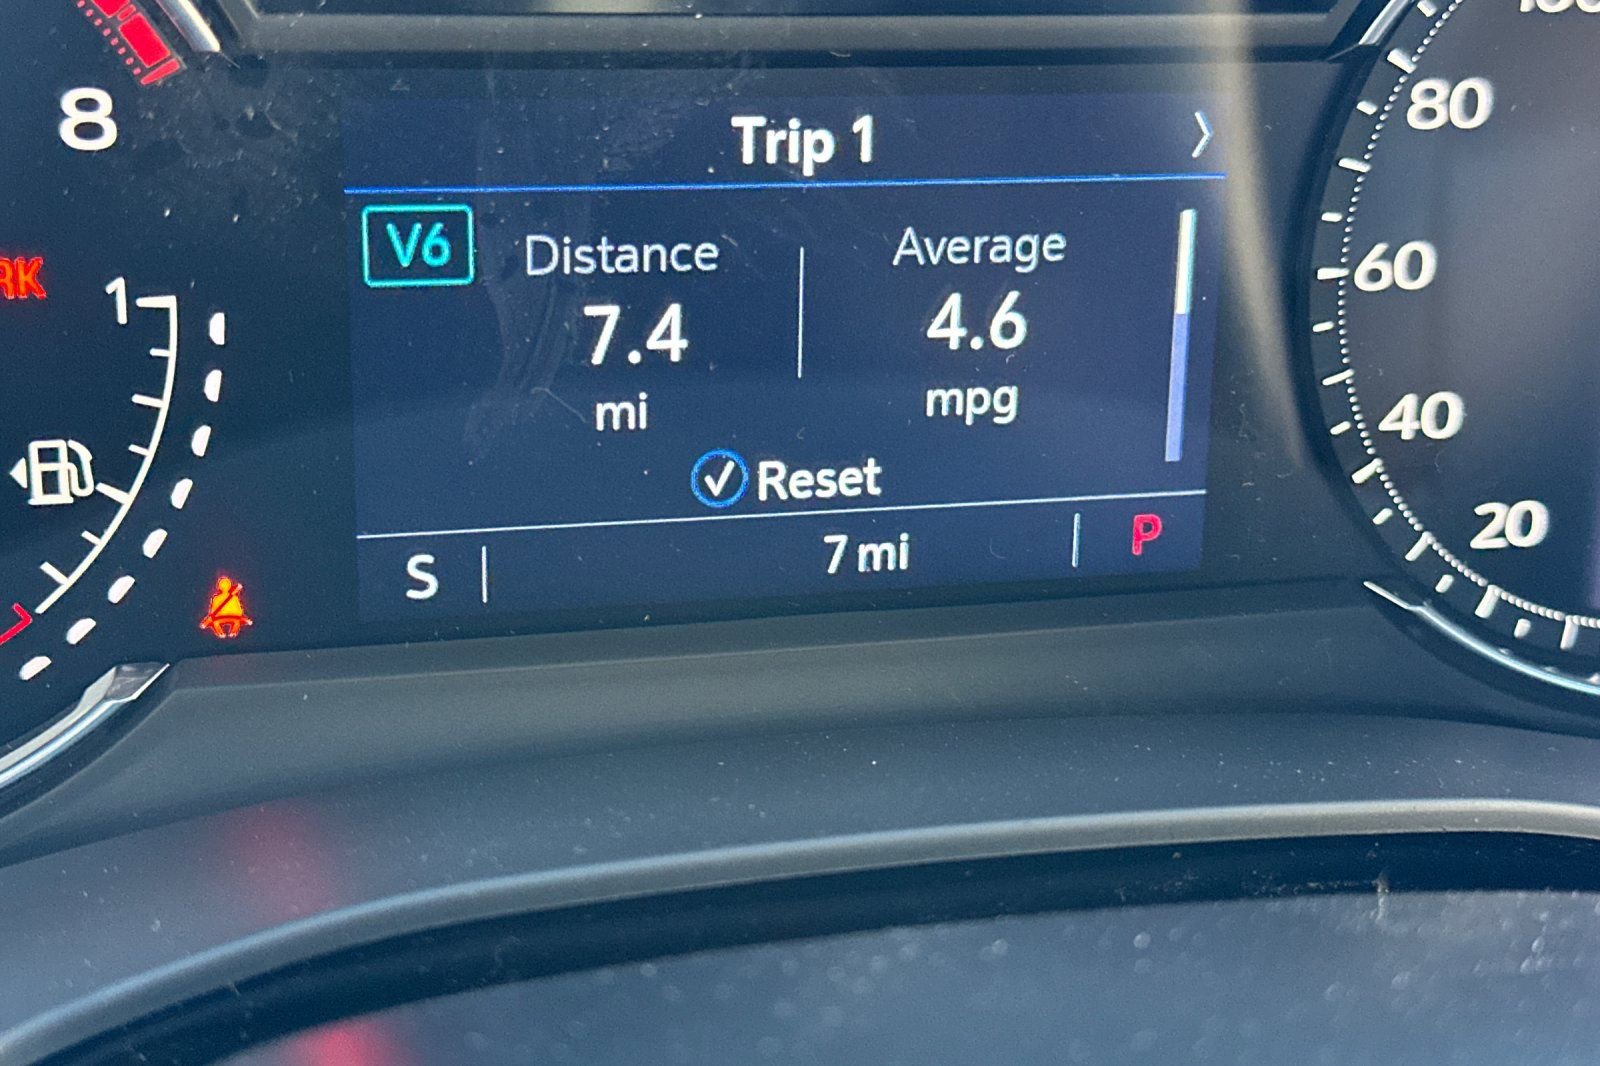 Trip 1
V6
Distance
Average
7.4
4.6
mi
mpg
Reset
S
7 mi
P
8
1
80
60
40
20